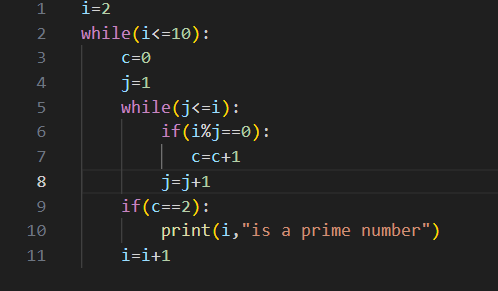 1 i=2
2 while(i<=10):
3     c=0
4     j=1
5     while(j<=i):
6         if(i%j==0):
7            c=c+1
8         j=j+1
9     if(c==2):
10         print(i,"is a prime number")
11     i=i+1